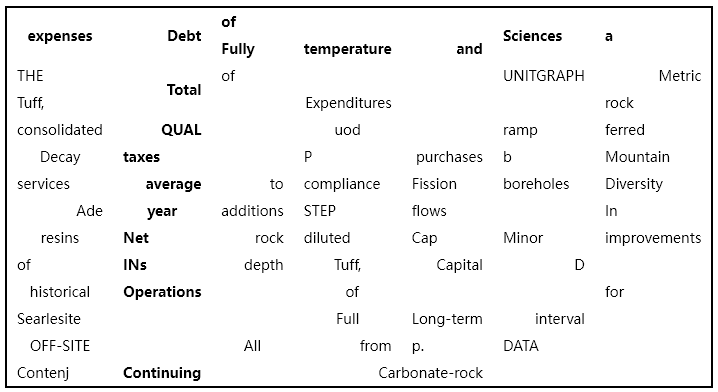 expenses Debt of Fully temperature and Sciences a
THE Total of UNITGRAPH Metric
Tuff, Expenditures rock
consolidated QUAL uod ramp ferred
Decay taxes P purchases b Mountain
services average to compliance Fission boreholes Diversity
Ade year additions STEP flows In
resins Net rock diluted Cap Minor improvements
of INs depth Tuff, Capital D
historical Operations of for
Searlesite Full Long-term interval
OFF-SITE All from p. DATA
Contenj Continuing Carbonate-rock